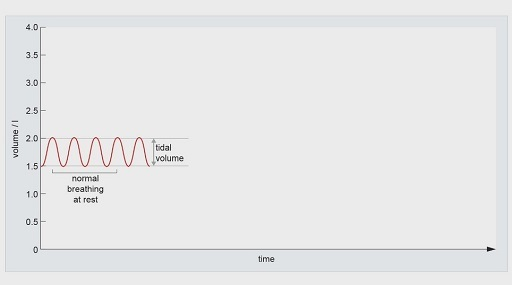 4.0
3.5
3.0
2.5
2.0
1.5
1.0
0.5
0
volume / l
tidal
volume
normal
breathing
at rest
time